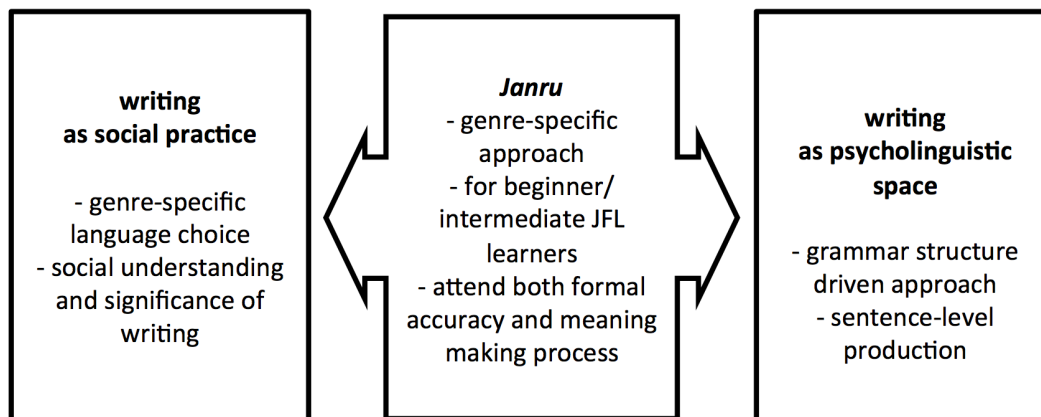 writing
as social practice
- genre-specific
language choice
- social understanding
and significance of
writing
Janru
- genre-specific
approach
- for beginner/
intermediate JFL
learners
- attend both formal
accuracy and meaning
making process
writing
as psycholinguistic
space
- grammar structure
driven approach
- sentence-level
production